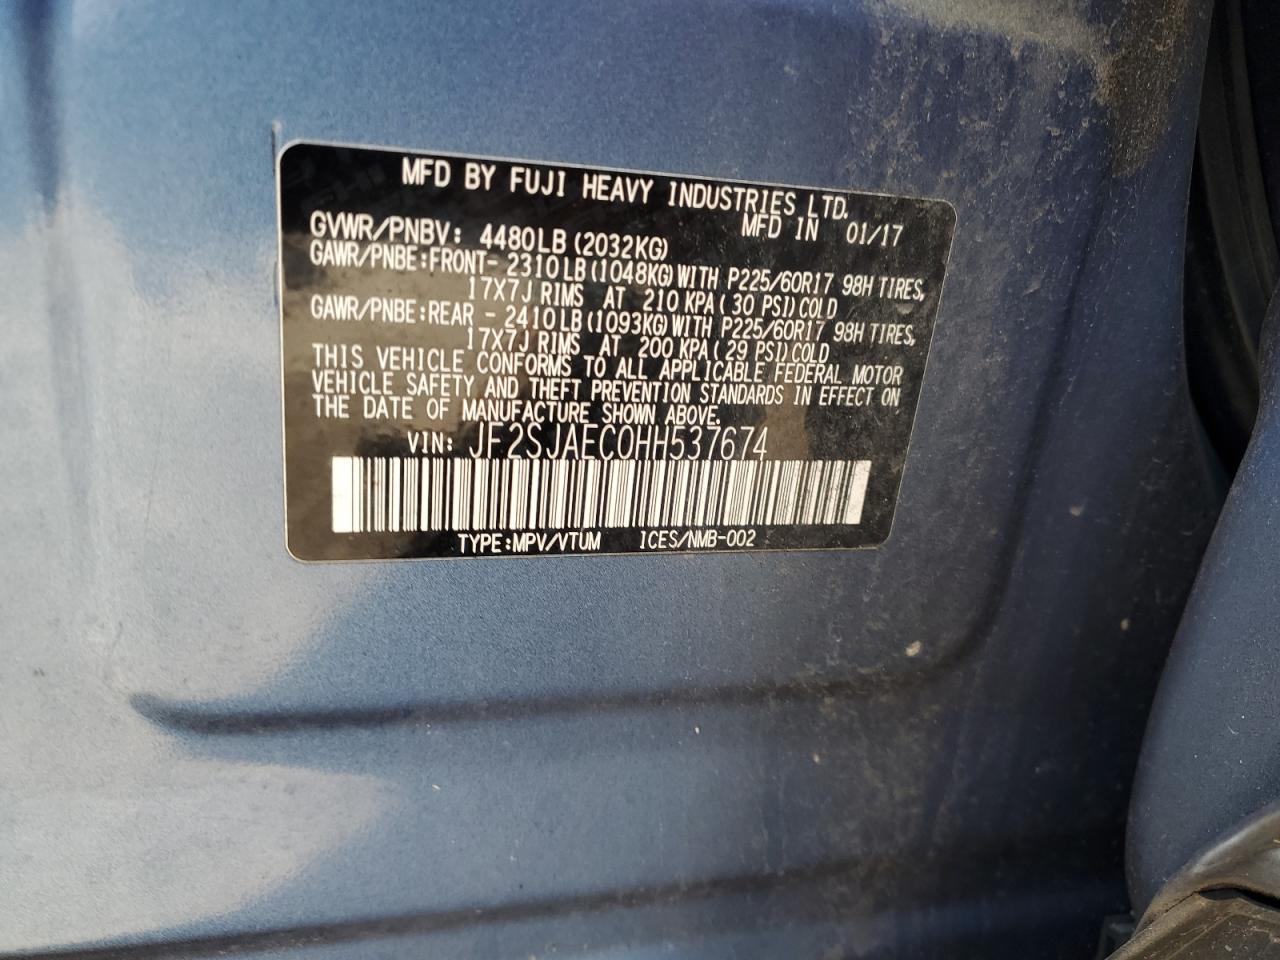 MFD BY FUJI HEAVY INDUSTRIES LTD.
MFD IN 01/17
GVWR/PNBV: 4480LB (2032KG)
GAWR/PNBE:FRONT- 2310LB(1048KG)WITH P225/60R17 98H TIRES,
17X7J RIMS AT 210 KPA( 30 PSI)COLD
GAWR/PNBE:REAR - 2410LB(1093KG)WITH P225/60R17 98H TIRES,
17X7J RIMS AT 200 KPA( 29 PSI)COLD
THIS VEHICLE CONFORMS TO ALL APPLICABLE FEDERAL MOTOR
VEHICLE SAFETY AND THEFT PREVENTION STANDARDS IN EFFECT ON
THE DATE OF MANUFACTURE SHOWN ABOVE.
VIN: JF2SJAEC0HH537674
TYPE:MPV/VTUM ICES/NMB-002